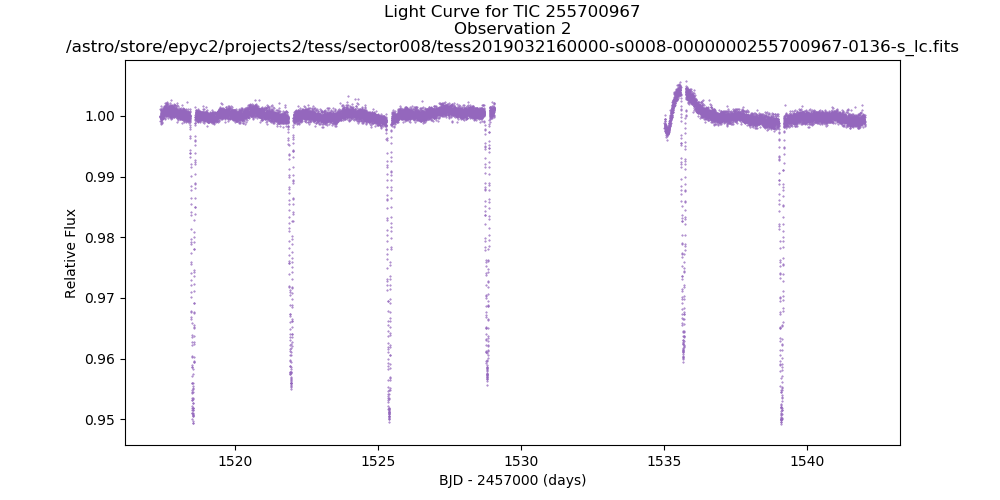 Light Curve for TIC 255700967
Observation 2
/astro/store/epyc2/projects2/tess/sector008/tess2019032160000-s0008-0000000255700967-0136-s_lc.fits
1.00
0.99
0.98
0.97
0.96
0.95
Relative Flux
1520
1525
1530
1535
1540
BJD - 2457000 (days)